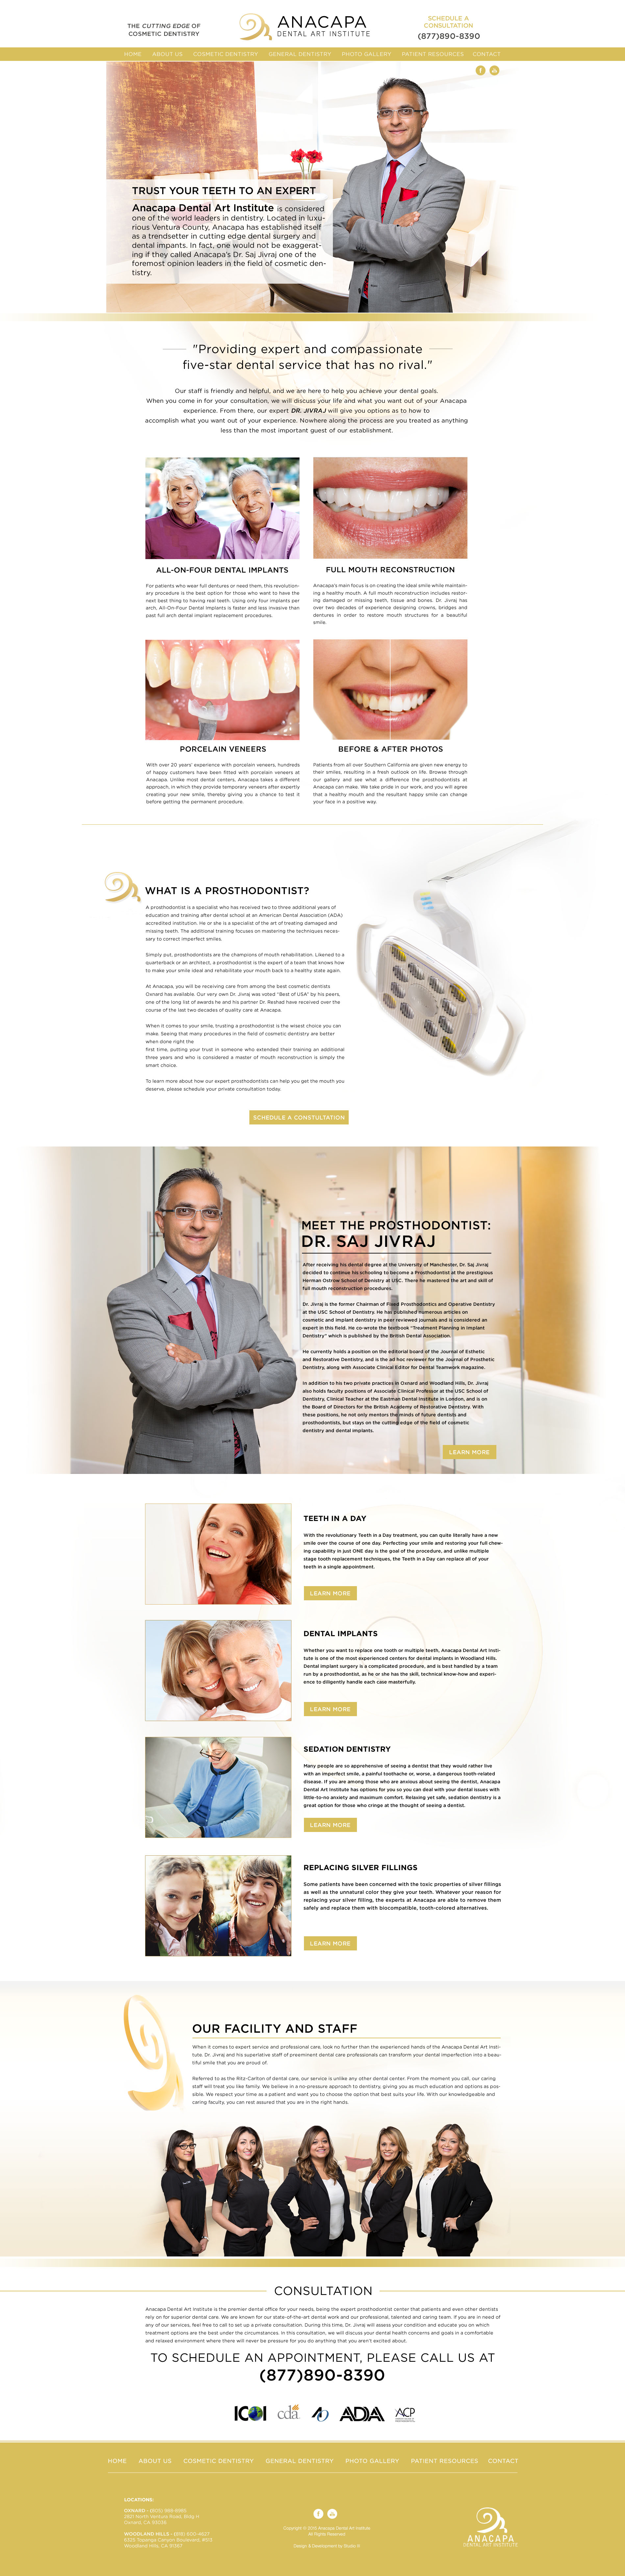 THE CUTTING EDGE OF
COSMETIC DENTISTRY
ANACAPA
DENTAL ART INSTITUTE
SCHEDULE A
CONSULTATION
(877)890-8390
HOME ABOUT US COSMETIC DENTISTRY GENERAL DENTISTRY PHOTO GALLERY PATIENT RESOURCES CONTACT
TRUST YOUR TEETH TO AN EXPERT
Anacapa Dental Art Institute is considered
one of the world leaders in dentistry. Located in luxu-
rious Ventura County, Anacapa has established itself
as a trendsetter in cutting edge dental surgery and
dental implants. In fact, one would not be exaggerat-
ing if they called Anacapa's Dr. Saj Jivraj one of the
foremost opinion leaders in the field of cosmetic den-
tistry.
"Providing expert and compassionate
five-star dental service that has no rival."
Our staff is friendly and helpful, and we are here to help you achieve your dental goals.
When you come in for your consultation, we will discuss your life and what you want out of your Anacapa
experience. From there, our expert DR. JIVRAJ will give you options as to how to
accomplish what you want out of your experience. Nowhere along the process are you treated as anything
less than the most important guest of our establishment.
ALL-ON-FOUR DENTAL IMPLANTS
For patients who wear full dentures or need them, this revolution-
ary procedure is the best option for those who want to have the
next best thing to having real teeth. Using only four implants per
arch, All-On-Four Dental Implants is faster and less invasive than
past full arch dental implant replacement procedures.
FULL MOUTH RECONSTRUCTION
Anacapa's main focus is on creating the ideal smile while maintain-
ing a healthy mouth. A full mouth reconstruction includes restor-
ing damaged or missing teeth, tissue and bones. Dr. Jivraj has
over two decades of experience designing crowns, bridges and
dentures in order to restore mouth structures for a beautiful
smile.
PORCELAIN VENEERS
With over 20 years' experience with porcelain veneers, hundreds
of happy customers have been fitted with porcelain veneers at
Anacapa. Unlike most dental centers, Anacapa takes a different
approach, in which they provide temporary veneers after expertly
creating your new smile, thereby giving you a chance to test it
before getting the permanent procedure.
BEFORE & AFTER PHOTOS
Patients from all over Southern California are given new energy to
their smiles, resulting in a fresh outlook on life. Browse through
our gallery and see what a difference the prosthodontists at
Anacapa can make. We take pride in our work, and you will agree
that a healthy mouth and the resultant happy smile can change
your face in a positive way.
WHAT IS A PROSTHODONTIST?
A prosthodontist is a specialist who has received two to three additional years of
education and training after dental school at an American Dental Association (ADA)
accredited institution. He or she is a specialist of the art of treating damaged and
missing teeth. The additional training focuses on mastering the techniques neces-
sary to correct imperfect smiles.
Simply put, prosthodontists are the champions of mouth rehabilitation. Likened to a
quarterback or an architect, a prosthodontist is the expert of a team that knows how
to make your smile ideal and rehabilitate your mouth back to a healthy state again.
At Anacapa, you will be receiving care from among the best cosmetic dentists
Oxnard has available. Our very own Dr. Jivraj was voted "Best of USA" by his peers,
one of the long list of awards he and his partner Dr. Reshad have received over the
course of the last two decades of quality care at Anacapa.
When it comes to your smile, trusting a prosthodontist is the wisest choice you can
make. Seeing that many procedures in the field of cosmetic dentistry are better
when done right the
first time, putting your trust in someone who extended their training an additional
three years and who is considered a master of mouth reconstruction is simply the
smart choice.
To learn more about how our expert prosthodontists can help you get the mouth you
deserve, please schedule your private consultation today.
SCHEDULE A CONSTULTATION
MEET THE PROSTHODONTIST:
DR. SAJ JIVRAJ
After receiving his dental degree at the University of Manchester, Dr. Saj Jivraj
decided to continue his schooling to become a Prosthodontist at the prestigious
Herman Ostrow School of Denistry at USC. There he mastered the art and skill of
full mouth reconstruction procedures.
Dr. Jivraj is the former Chairman of Fixed Prosthodontics and Operative Dentistry
at the USC School of Dentistry. He has published numerous articles on
cosmetic and implant dentistry in peer reviewed journals and is considered an
expert in this field. He co-wrote the textbook "Treatment Planning in Implant
Dentistry" which is published by the British Dental Association.
He currently holds a position on the editorial board of the Journal of Esthetic
and Restorative Dentistry, and is the ad hoc reviewer for the Journal of Prosthetic
Dentistry, along with Associate Clinical Editor for Dental Teamwork magazine.
In addition to his two private practices in Oxnard and Woodland Hills, Dr. Jivraj
also holds faculty positions of Associate Clinical Professor at the USC School of
Dentistry, Clinical Teacher at the Eastman Dental Institute in London, and is on
the Board of Directors for the British Academy of Restorative Dentistry. With
these positions, he not only mentors the minds of future dentists and
prosthodontists, but stays on the cutting edge of the field of cosmetic
dentistry and dental implants.
LEARN MORE
TEETH IN A DAY
With the revolutionary Teeth in a Day treatment, you can quite literally have a new
smile over the course of one day. Perfecting your smile and restoring your full chew-
ing capability in just ONE day is the goal of the procedure, and unlike multiple
stage tooth replacement techniques, the Teeth in a Day can replace all of your
teeth in a single appointment.
LEARN MORE
DENTAL IMPLANTS
Whether you want to replace one tooth or multiple teeth, Anacapa Dental Art Insti-
tute is one of the most experienced centers for dental implants in Woodland Hills.
Dental implant surgery is a complicated procedure, and is best handled by a team
run by a prosthodontist, as he or she has the skill, technical know-how and experi-
ence to diligently handle each case masterfully.
LEARN MORE
SEDATION DENTISTRY
Many people are so apprehensive of seeing a dentist that they would rather live
with an imperfect smile, a painful toothache or, worse, a dangerous tooth-related
disease. If you are among those who are anxious about seeing the dentist, Anacapa
Dental Art Institute has options for you so you can deal with your dental issues with
little-to-no anxiety and maximum comfort. Relaxing yet safe, sedation dentistry is a
great option for those who cringe at the thought of seeing a dentist.
LEARN MORE
REPLACING SILVER FILLINGS
Some patients have been concerned with the toxic properties of silver fillings
as well as the unnatural color they give your teeth. Whatever your reason for
replacing your silver filling, the experts at Anacapa are able to remove them
safely and replace them with biocompatible, tooth-colored alternatives.
LEARN MORE
OUR FACILITY AND STAFF
When it comes to expert service and professional care, look no further than the experienced hands of the Anacapa Dental Art Insti-
tute. Dr. Jivraj and his superlative staff of preeminent dental care professionals can transform your dental imperfection into a beau-
tiful smile that you are proud of.
Referred to as the Ritz-Carlton of dental care, our service is unlike any other dental center. From the moment you call, our caring
staff will treat you like family. We believe in a no-pressure approach to dentistry, giving you as much education and options as pos-
sible. We respect your time as a patient and want you to choose the option that best suits your life. With our knowledgeable and
caring faculty, you can rest assured that you are in the right hands.
CONSULTATION
Anacapa Dental Art Institute is the premier dental office for your needs, being the expert prosthodontist center that patients and even other dentists
rely on for superior dental care. We are known for our state-of-the-art dental work and our professional, talented and caring team. If you are in need of
any of our services, feel free to call to set up a private consultation. During this time, Dr. Jivraj will assess your condition and educate you on which
treatment options are the best under the circumstances. In this consultation, we will discuss your dental health concerns and goals in a comfortable
and relaxed environment where there will never be pressure for you do anything that you aren't excited about.
TO SCHEDULE AN APPOINTMENT, PLEASE CALL US AT
(877)890-8390
ICOI cda ADA ACP
HOME ABOUT US COSMETIC DENTISTRY GENERAL DENTISTRY PHOTO GALLERY PATIENT RESOURCES CONTACT
LOCATIONS:
Copyright © 2015 Anacapa Dental Art Institute.
All Rights Reserved.
ANACAPA
DENTAL ART INSTITUTE